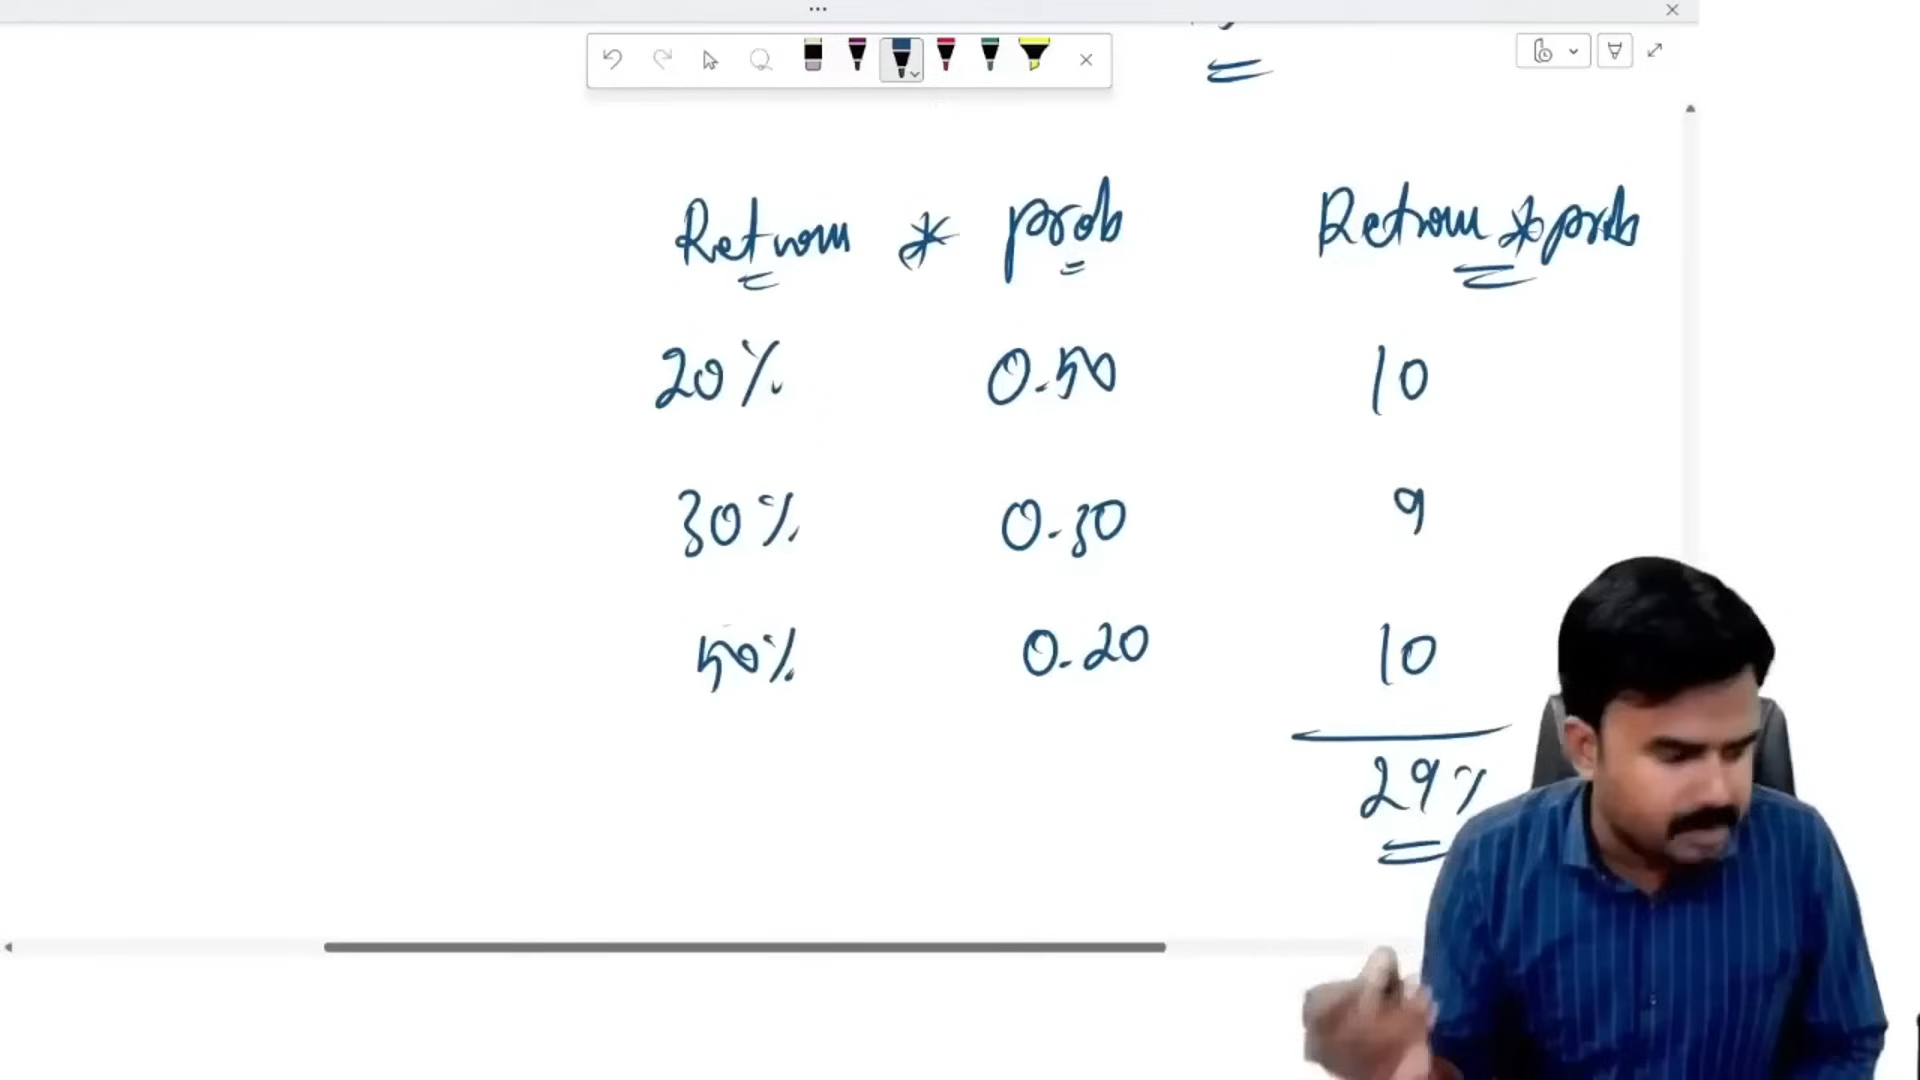 Return * prob Return * prob
20% 0.50 10
30% 0.30 9
50% 0.20 10
29%